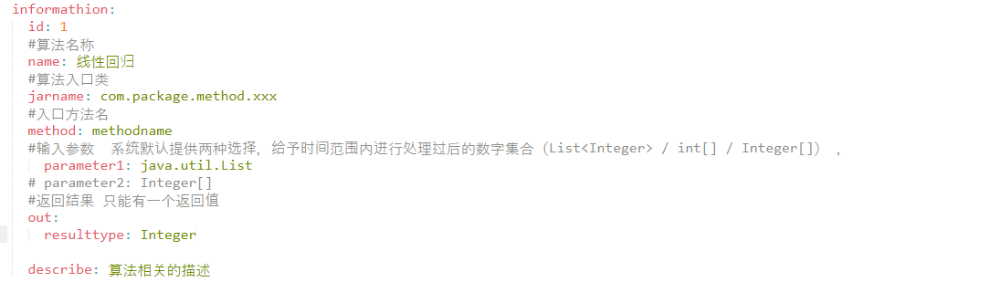 informathion:
id: 1
#算法名称
name: 线性回归
#算法入口类
jarname: com.package.method.xxx
#入口方法名
method: methodname
#输入参数  系统默认提供两种选择，给予时间范围内进行处理过后的数字集合（List<Integer> / int[] / Integer[]） ，
parameter1: java.util.List
# parameter2: Integer[]
#返回结果 只能有一个返回值
out:
resulttype: Integer
describe: 算法相关的描述